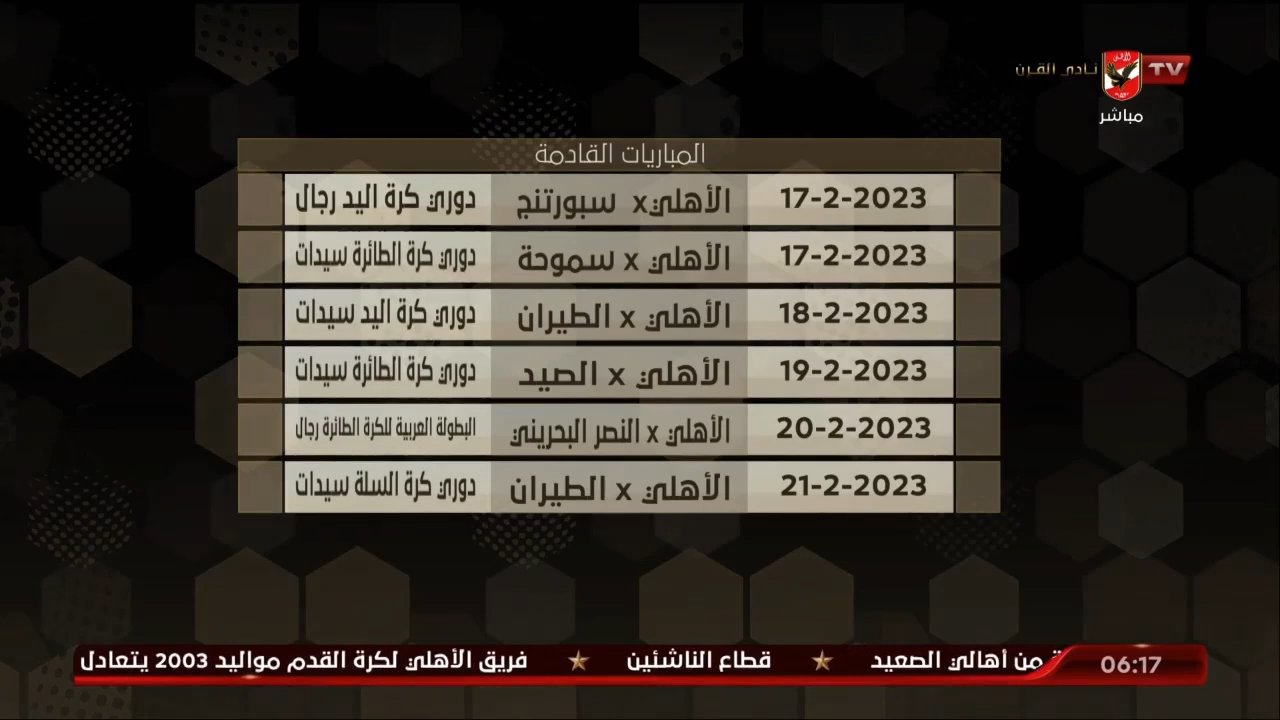 نادي القرن
TV
مباشر
المباريات القادمة
17-2-2023 الأهلي x سبورتنج دوري كرة اليد رجال
17-2-2023 الأهلي x سموحة دوري كرة الطائرة سيدات
18-2-2023 الأهلي x الطيران دوري كرة اليد سيدات
19-2-2023 الأهلي x الصيد دوري كرة الطائرة سيدات
20-2-2023 الأهلي x النصر البحريني البطولة العربية للكرة الطائرة رجال
21-2-2023 الأهلي x الطيران دوري كرة السلة سيدات
06:17 من أهالي الصعيد قطاع الناشئين فريق الأهلي لكرة القدم مواليد 2003 يتعادل